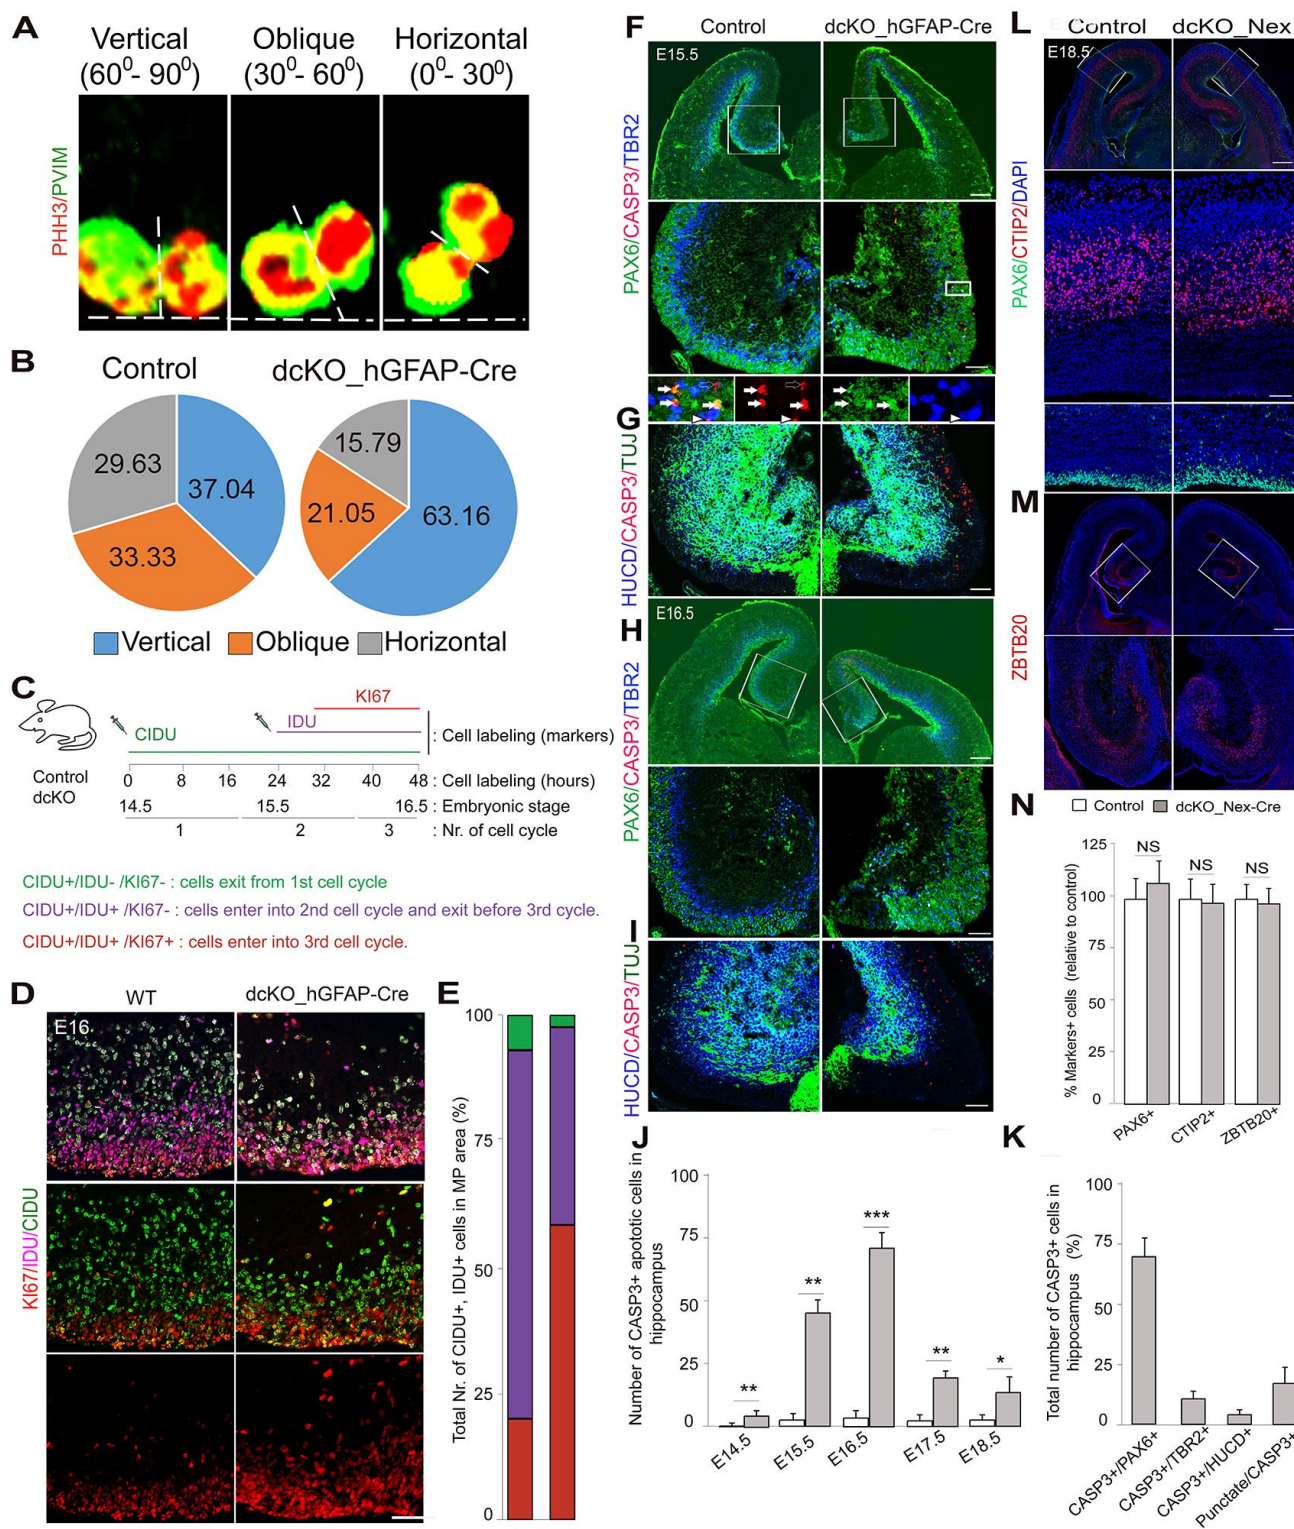 A
Vertical
(60⁰- 90⁰)
Oblique
(30⁰- 60⁰)
Horizontal
(0⁰- 30⁰)
PHH3/PVIM
B
Control
dcKO_hGFAP-Cre
29.63
37.04
33.33
15.79
21.05
63.16
Vertical
Oblique
Horizontal
C
KI67
IDU
CIDU
: Cell labeling (markers)
Control
dcKO
0 8 16 24 32 40 48 : Cell labeling (hours)
14.5 15.5 16.5 : Embryonic stage
1 2 3 : Nr. of cell cycle
CIDU+/IDU- /KI67- : cells exit from 1st cell cycle
CIDU+/IDU+ /KI67- : cells enter into 2nd cell cycle and exit before 3rd cycle.
CIDU+/IDU+ /KI67+ : cells enter into 3rd cell cycle.
D
WT
dcKO_hGFAP-Cre
E16
KI67/IDU/CIDU
E
Total Nr. of CIDU+, IDU+ cells in MP area (%)
100
75
50
25
0
F
Control
dcKO_hGFAP-Cre
E15.5
PAX6/CASP3/TBR2
G
HUCD/CASP3/TUJ
H
E16.5
PAX6/CASP3/TBR2
I
HUCD/CASP3/TUJ
J
Number of CASP3+ apoptotic cells in
hippocampus
100
75
50
25
0
**
**
***
**
*
E14.5
E15.5
E16.5
E17.5
E18.5
K
Total number of CASP3+ cells in
hippocampus (%)
100
75
50
25
0
CASP3+/PAX6+
CASP3+/TBR2+
CASP3+/HUCD+
Punctate/CASP3+
L
Control
dcKO_Nex
E18.5
PAX6/CTIP2/DAPI
M
ZBTB20
N
Control
dcKO_Nex-Cre
% Markers+ cells (relative to control)
125
100
75
50
25
0
NS
NS
NS
PAX6+
CTIP2+
ZBTB20+